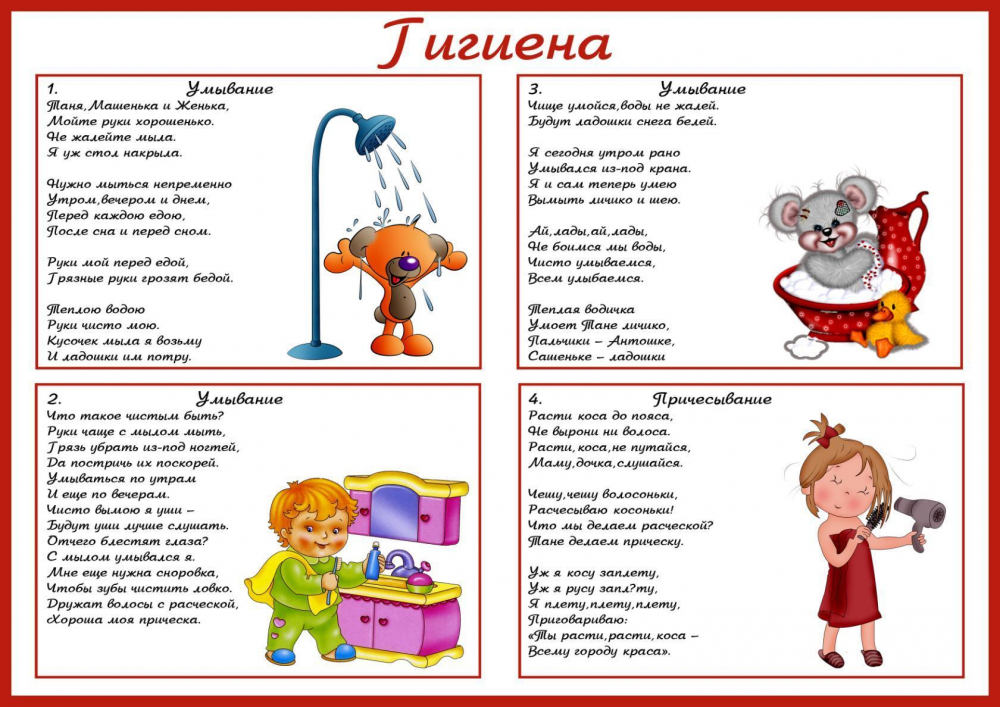 Гигиена
1. Умывание
Таня,Машенька и Женька,
Мойте руки хорошенько.
Не жалейте мыла.
Я уж стол накрыла.
Нужно мыться непременно
Утром,вечером и днем,
Перед каждою едою,
После сна и перед сном.
Руки мой перед едой,
Грязные руки грозят бедой.
Теплою водою
Руки чисто мою.
Кусочек мыла я возьму
И ладошки им потру.
2. Умывание
Что такое чистым быть?
Руки чаще с мылом мыть,
Грязь убрать из-под ногтей,
Да постричь их поскорей.
Умываться по утрам
И еще по вечерам.
Чисто вымою я уши –
Будут уши лучше слушать.
Отчего блестят глаза?
С мылом умывался я.
Мне еще нужна сноровка,
Чтобы зубы чистить ловко.
Дружат волосы с расческой,
Хороша моя прическа.
3. Умывание
Чище умойся,воды не жалей.
Будут ладошки снега белей.
Я сегодня утром рано
Умывался из-под крана.
Я и сам теперь умею
Вымыть личико и шею.
Ай,лады,ай,лады,
Не боимся мы воды,
Чисто умываемся,
Всем улыбаемся.
Теплая водичка
Умоет Тане личико,
Пальчики – Антошке,
Сашеньке – ладошки
4. Причесывание
Расти коса до пояса,
Не вырони ни волоса.
Расти,коса,не путайся,
Маму,дочка,слушайся.
Чешу,чешу волосоньки,
Расчесываю косоньки!
Что мы делаем расческой?
Тане делаем прическу.
Уж я косу заплету,
Уж я русу запл?ту,
Я плету,плету,плету,
Приговариваю:
«Ты расти,расти,коса –
Всему городу краса».